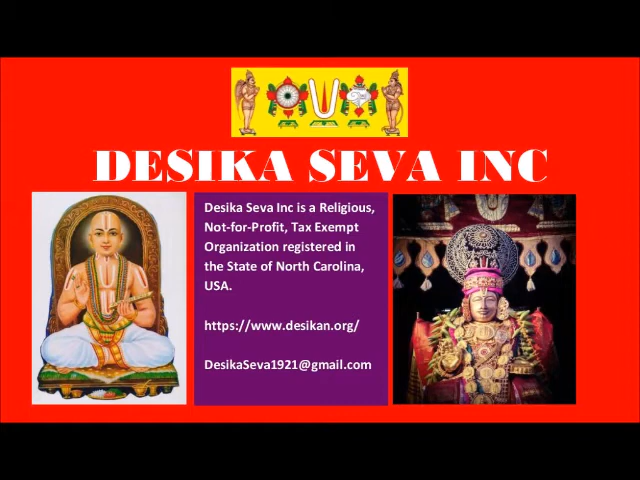 DESIKA SEVA INC
Desika Seva Inc is a Religious,
Not-for-Profit, Tax Exempt
Organization registered in
the State of North Carolina,
USA.
https://www.desikan.org/
DesikaSeva1921@gmail.com